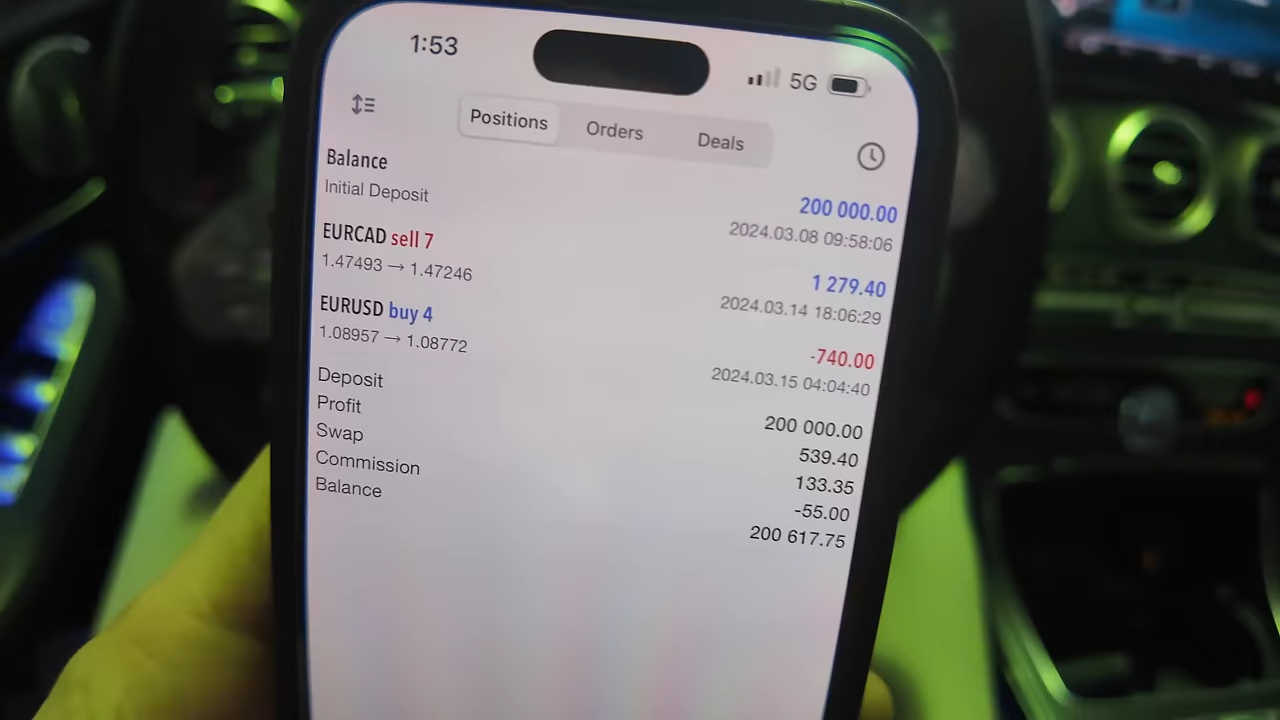 1:53 5G
Positions Orders Deals
Balance 200 000.00
Initial Deposit 2024.03.08 09:58:06
EURCAD sell 7 1 279.40
1.47493 → 1.47246 2024.03.14 18:06:29
EURUSD buy 4 -740.00
1.08957 → 1.08772 2024.03.15 04:04:40
Deposit 200 000.00
Profit 539.40
Swap 133.35
Commission -55.00
Balance 200 617.75